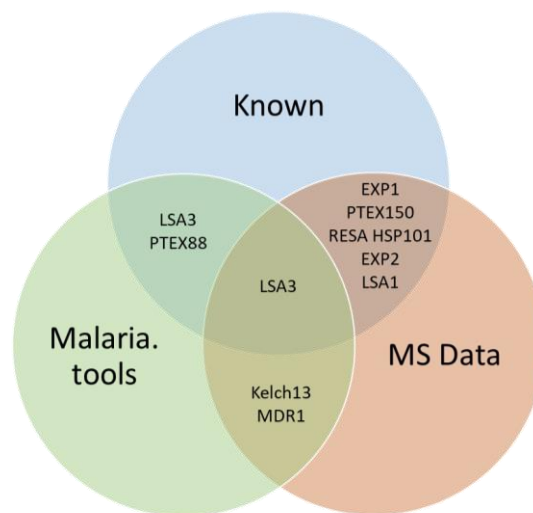 Known
EXP1
PTEX150
RESA HSP101
EXP2
LSA1
LSA3
PTEX88
LSA3
Malaria.
tools
MS Data
Kelch13
MDR1